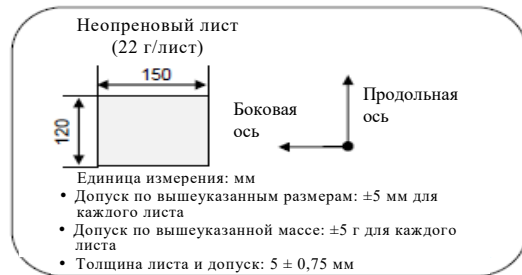 Неопреновый лист
(22 г/лист)
150
120
Боковая
ось
Продольная
ось
Единица измерения: мм
• Допуск по вышеуказанным размерам: ±5 мм для
каждого листа
• Допуск по вышеуказанной массе: ±5 г для каждого
листа
• Толщина листа и допуск: 5 ± 0,75 мм